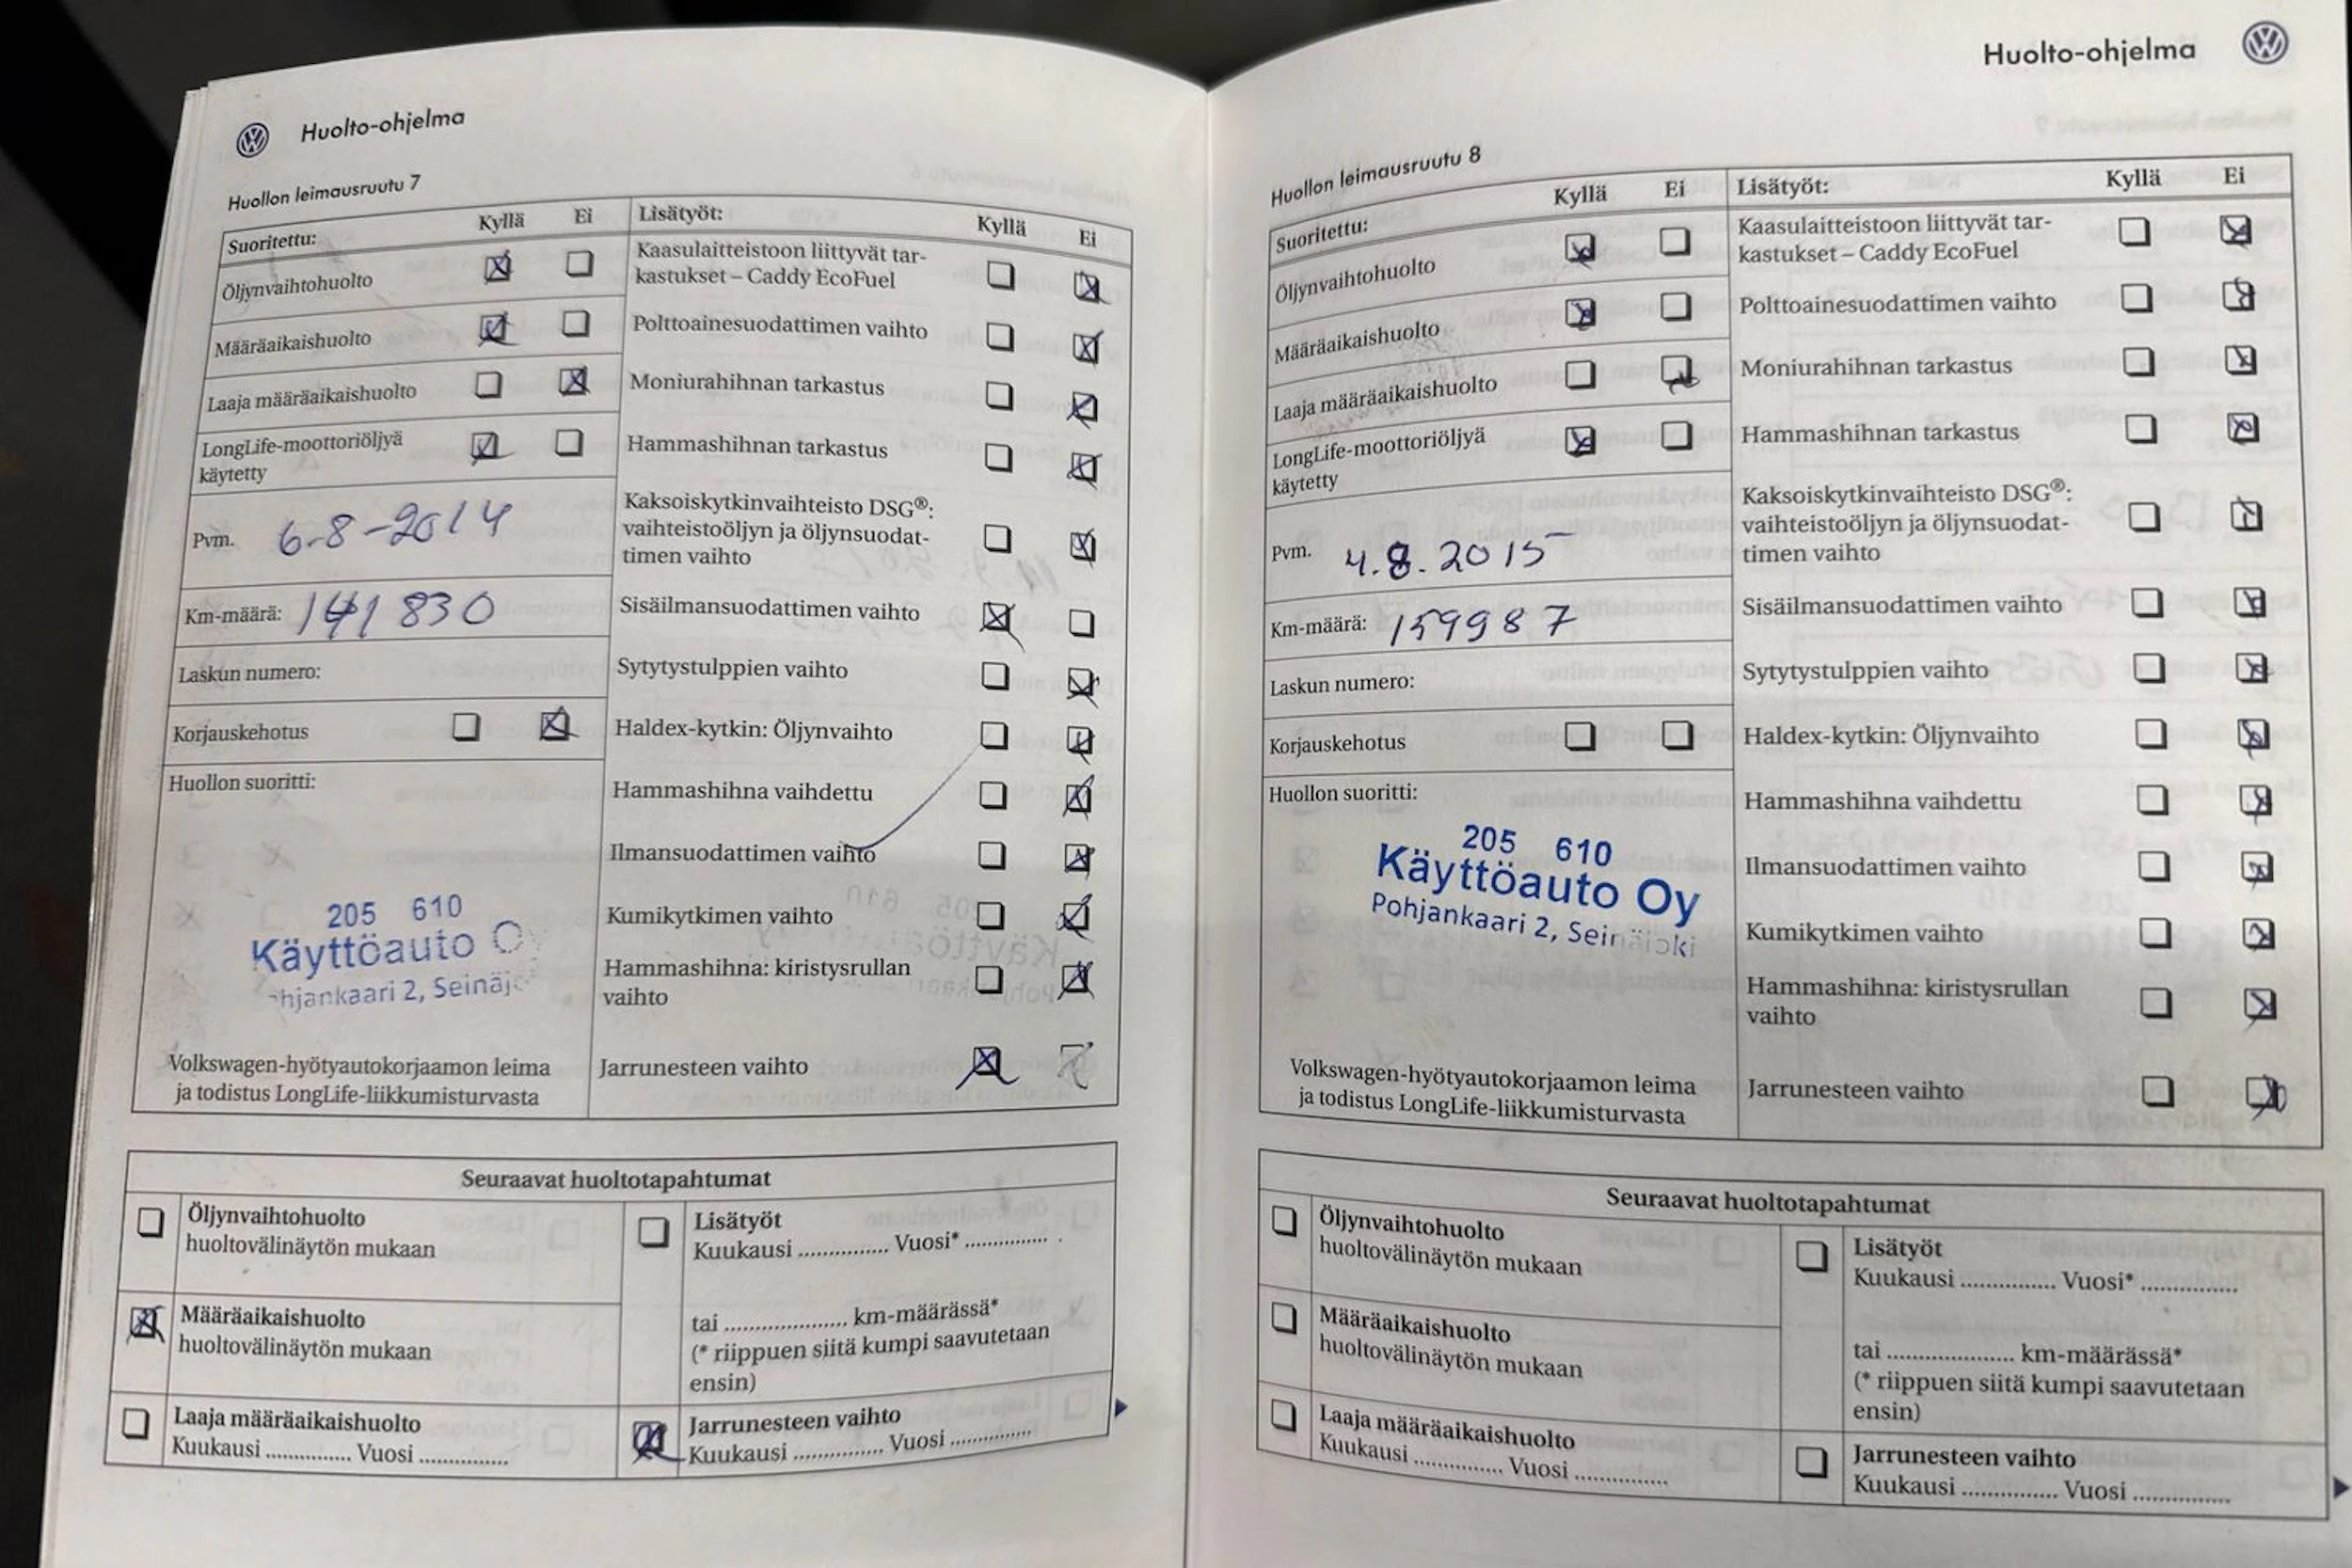 Huolto-ohjelma
Huollon leimausruutu 7
Suoritettu: Kyllä Ei
Öljynvaihtohuolto
Määräaikaishuolto
Laaja määräaikaishuolto
LongLife-moottoriöljyä
käytetty
Pvm. 6-8-2014
Km-määrä: 141 830
Laskun numero:
Korjauskehotus
Huollon suoritti:
205 610
Käyttöauto O
hjankaari 2, Seinäj
Volkswagen-hyötyautokorjaamon leima
ja todistus LongLife-liikkumisturvasta
Lisätyöt: Kyllä Ei
Kaasulaitteistoon liittyvät tar-
kastukset – Caddy EcoFuel
Polttoainesuodattimen vaihto
Moniurahihnan tarkastus
Hammashihnan tarkastus
Kaksoiskytkinvaihteisto DSG®:
vaihteistoöljyn ja öljynsuodat-
timen vaihto
Sisäilmansuodattimen vaihto
Sytytystulppien vaihto
Haldex-kytkin: Öljynvaihto
Hammashihna vaihdettu
Ilmansuodattimen vaihto
Kumikytkimen vaihto
Hammashihna: kiristysrullan
vaihto
Jarrunesteen vaihto
Seuraavat huoltotapahtumat
Öljynvaihtohuolto
huoltovälinäytön mukaan
Määräaikaishuolto
huoltovälinäytön mukaan
Laaja määräaikaishuolto
Kuukausi ............... Vuosi ...............
Lisätyöt
Kuukausi ............... Vuosi* ...............
tai .................... km-määrässä*
(* riippuen siitä kumpi saavutetaan
ensin)
Jarrunesteen vaihto
Kuukausi ............... Vuosi ...............
Huolto-ohjelma
Huollon leimausruutu 8
Suoritettu: Kyllä Ei
Öljynvaihtohuolto
Määräaikaishuolto
Laaja määräaikaishuolto
LongLife-moottoriöljyä
käytetty
Pvm. 4.8.2015
Km-määrä: 159987
Laskun numero:
Korjauskehotus
Huollon suoritti:
205 610
Käyttöauto Oy
Pohjankaari 2, Seinäjoki
Volkswagen-hyötyautokorjaamon leima
ja todistus LongLife-liikkumisturvasta
Lisätyöt: Kyllä Ei
Kaasulaitteistoon liittyvät tar-
kastukset – Caddy EcoFuel
Polttoainesuodattimen vaihto
Moniurahihnan tarkastus
Hammashihnan tarkastus
Kaksoiskytkinvaihteisto DSG®:
vaihteistoöljyn ja öljynsuodat-
timen vaihto
Sisäilmansuodattimen vaihto
Sytytystulppien vaihto
Haldex-kytkin: Öljynvaihto
Hammashihna vaihdettu
Ilmansuodattimen vaihto
Kumikytkimen vaihto
Hammashihna: kiristysrullan
vaihto
Jarrunesteen vaihto
Seuraavat huoltotapahtumat
Öljynvaihtohuolto
huoltovälinäytön mukaan
Määräaikaishuolto
huoltovälinäytön mukaan
Laaja määräaikaishuolto
Kuukausi ............... Vuosi ...............
Lisätyöt
Kuukausi ............... Vuosi* ...............
tai .................... km-määrässä*
(* riippuen siitä kumpi saavutetaan
ensin)
Jarrunesteen vaihto
Kuukausi ............... Vuosi ...............